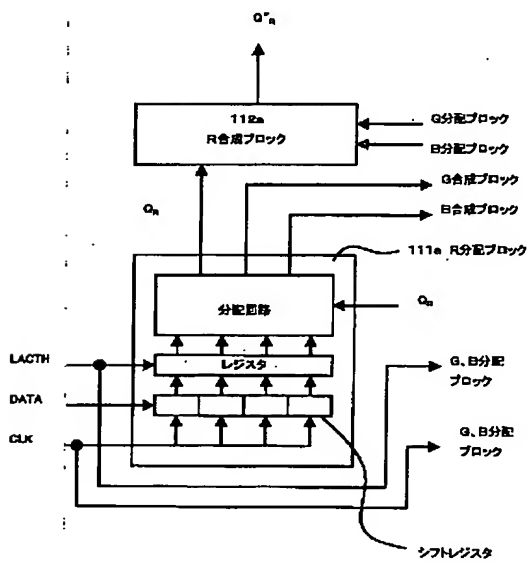 Q"R
112a
R合成ブロック
G分配ブロック
B分配ブロック
G合成ブロック
B合成ブロック
QR
111a R分配ブロック
分配回路
LACTH
レジスタ
DATA
CLK
G、B分配
ブロック
G、B分配
ブロック
シフトレジスタ